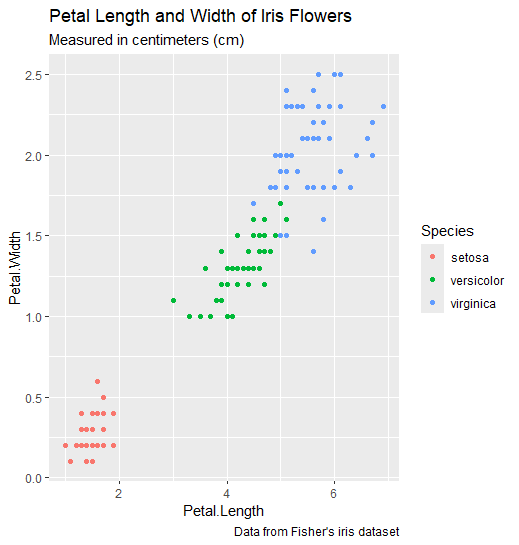 Petal Length and Width of Iris Flowers
Measured in centimeters (cm)
2.5
2.0
1.5
1.0
0.5
0.0
Petal.Width
2 4 6
Petal.Length
Species
setosa
versicolor
virginica
Data from Fisher's iris dataset